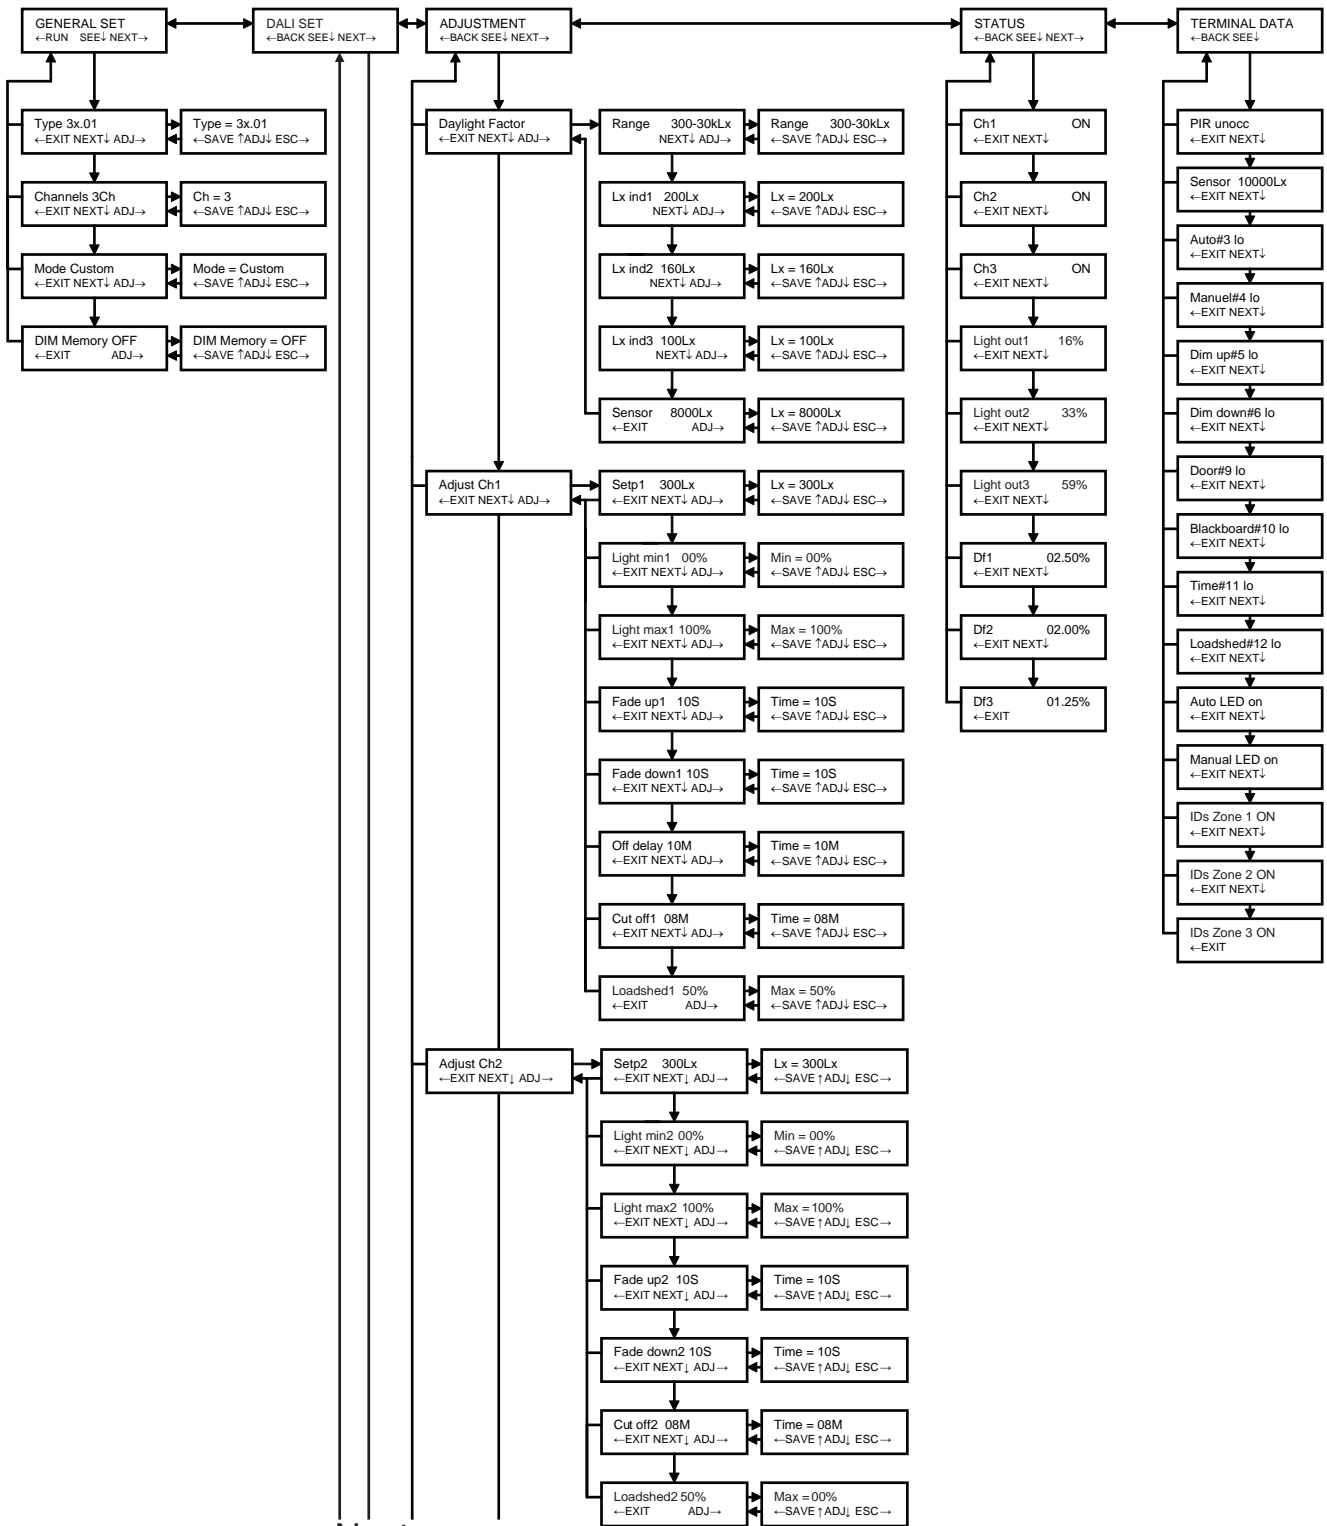 GENERAL SET
←RUN SEE↓ NEXT→
DALI SET
←BACK SEE↓ NEXT→
ADJUSTMENT
←BACK SEE↓ NEXT→
STATUS
←BACK SEE↓ NEXT→
TERMINAL DATA
←BACK SEE↓
Type 3x.01
←EXIT NEXT↓ ADJ→
Type = 3x.01
←SAVE ↑ADJ↓ ESC→
Channels 3Ch
←EXIT NEXT↓ ADJ→
Ch = 3
←SAVE ↑ADJ↓ ESC→
Mode Custom
←EXIT NEXT↓ ADJ→
Mode = Custom
←SAVE ↑ADJ↓ ESC→
DIM Memory OFF
←EXIT ADJ→
DIM Memory = OFF
←SAVE ↑ADJ↓ ESC→
Daylight Factor
←EXIT NEXT↓ ADJ→
Range 300-30kLx
NEXT↓ ADJ→
Range 300-30kLx
←SAVE ↑ADJ↓ ESC→
Lx ind1 200Lx
NEXT↓ ADJ→
Lx = 200Lx
←SAVE ↑ADJ↓ ESC→
Lx ind2 160Lx
NEXT↓ ADJ→
Lx = 160Lx
←SAVE ↑ADJ↓ ESC→
Lx ind3 100Lx
NEXT↓ ADJ→
Lx = 100Lx
←SAVE ↑ADJ↓ ESC→
Sensor 8000Lx
←EXIT ADJ→
Lx = 8000Lx
←SAVE ↑ADJ↓ ESC→
Adjust Ch1
←EXIT NEXT↓ ADJ→
Setp1 300Lx
←EXIT NEXT↓ ADJ→
Lx = 300Lx
←SAVE ↑ADJ↓ ESC→
Light min1 00%
←EXIT NEXT↓ ADJ→
Min = 00%
←SAVE ↑ADJ↓ ESC→
Light max1 100%
←EXIT NEXT↓ ADJ→
Max = 100%
←SAVE ↑ADJ↓ ESC→
Fade up1 10S
←EXIT NEXT↓ ADJ→
Time = 10S
←SAVE ↑ADJ↓ ESC→
Fade down1 10S
←EXIT NEXT↓ ADJ→
Time = 10S
←SAVE ↑ADJ↓ ESC→
Off delay 10M
←EXIT NEXT↓ ADJ→
Time = 10M
←SAVE ↑ADJ↓ ESC→
Cut off1 08M
←EXIT NEXT↓ ADJ→
Time = 08M
←SAVE ↑ADJ↓ ESC→
Loadshed1 50%
←EXIT ADJ→
Max = 50%
←SAVE ↑ADJ↓ ESC→
Adjust Ch2
←EXIT NEXT↓ ADJ→
Setp2 300Lx
←EXIT NEXT↓ ADJ→
Lx = 300Lx
←SAVE ↑ADJ↓ ESC→
Light min2 00%
←EXIT NEXT↓ ADJ→
Min = 00%
←SAVE ↑ADJ↓ ESC→
Light max2 100%
←EXIT NEXT↓ ADJ→
Max = 100%
←SAVE ↑ADJ↓ ESC→
Fade up2 10S
←EXIT NEXT↓ ADJ→
Time = 10S
←SAVE ↑ADJ↓ ESC→
Fade down2 10S
←EXIT NEXT↓ ADJ→
Time = 10S
←SAVE ↑ADJ↓ ESC→
Cut off2 08M
←EXIT NEXT↓ ADJ→
Time = 08M
←SAVE ↑ADJ↓ ESC→
Loadshed2 50%
←EXIT ADJ→
Max = 00%
←SAVE ↑ADJ↓ ESC→
Ch1 ON
←EXIT NEXT↓
Ch2 ON
←EXIT NEXT↓
Ch3 ON
←EXIT NEXT↓
Light out1 16%
←EXIT NEXT↓
Light out2 33%
←EXIT NEXT↓
Light out3 59%
←EXIT NEXT↓
Df1 02.50%
←EXIT NEXT↓
Df2 02.00%
←EXIT NEXT↓
Df3 01.25%
←EXIT
PIR unocc
←EXIT NEXT↓
Sensor 10000Lx
←EXIT NEXT↓
Auto#3 lo
←EXIT NEXT↓
Manuel#4 lo
←EXIT NEXT↓
Dim up#5 lo
←EXIT NEXT↓
Dim down#6 lo
←EXIT NEXT↓
Door#9 lo
←EXIT NEXT↓
Blackboard#10 lo
←EXIT NEXT↓
Time#11 lo
←EXIT NEXT↓
Loadshed#12 lo
←EXIT NEXT↓
Auto LED on
←EXIT NEXT↓
Manual LED on
←EXIT NEXT↓
IDs Zone 1 ON
←EXIT NEXT↓
IDs Zone 2 ON
←EXIT NEXT↓
IDs Zone 3 ON
←EXIT